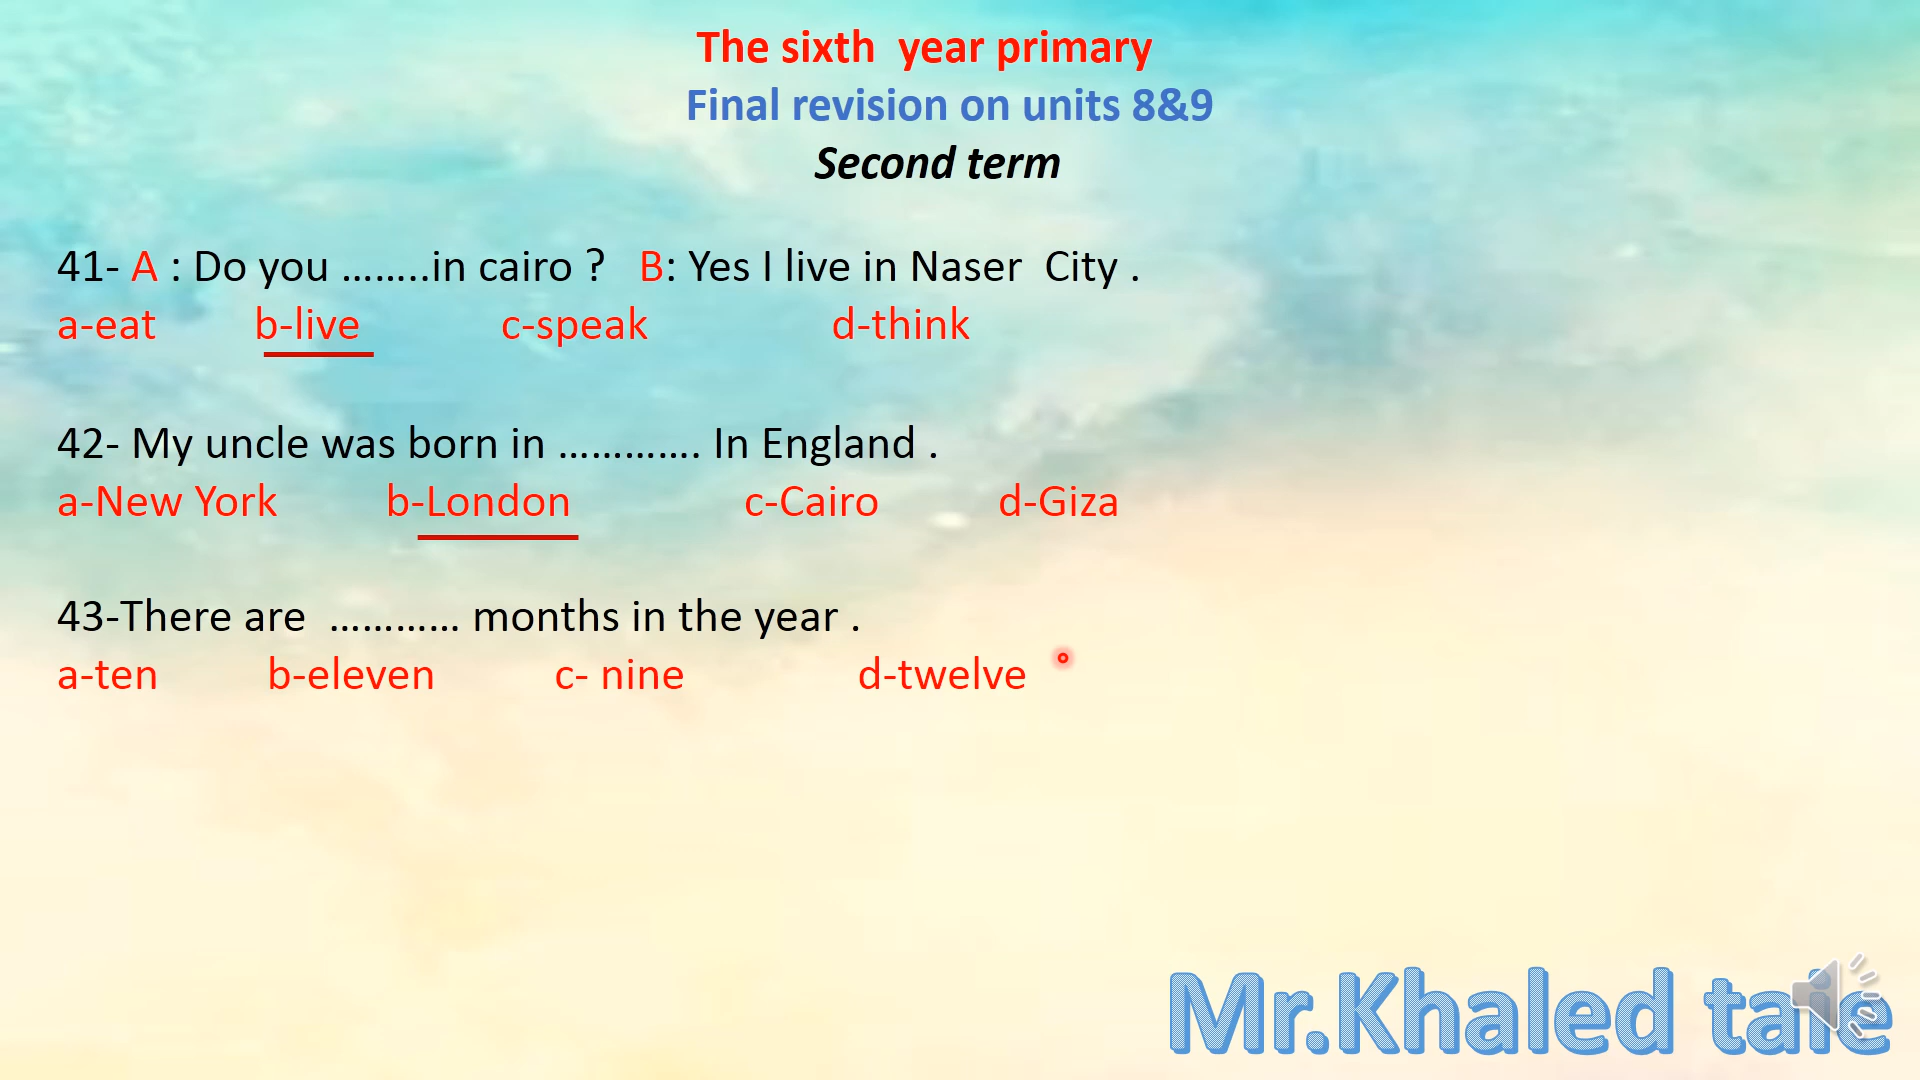 The sixth year primary
Final revision on units 8&9
Second term
41- A : Do you ........in cairo ? B: Yes I live in Naser City .
a-eat b-live c-speak d-think
42- My uncle was born in …………. In England .
a-New York b-London c-Cairo d-Giza
43-There are ………… months in the year .
a-ten b-eleven c- nine d-twelve
Mr.Khaled taie